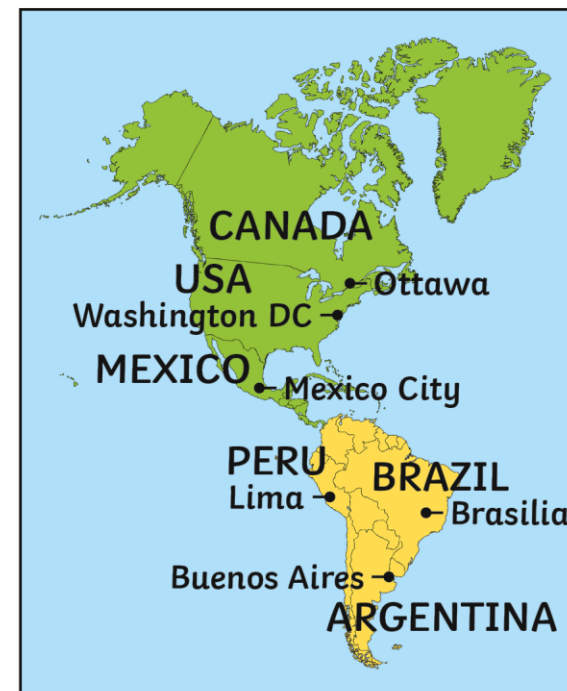 CANADA
USA
Ottawa
Washington DC
MEXICO
Mexico City
PERU
BRAZIL
Lima
Brasilia
Buenos Aires
ARGENTINA